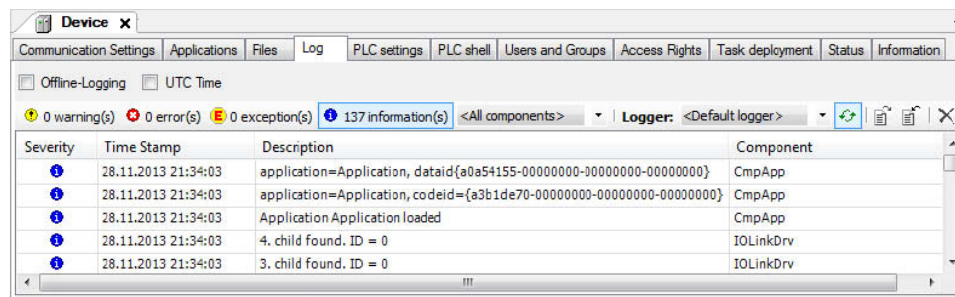 Device x
Communication Settings Applications Files Log PLC settings PLC shell Users and Groups Access Rights Task deployment Status Information
Offline-Logging UTC Time
0 warning(s) 0 error(s) E 0 exception(s) 137 information(s) <All components> Logger: <Default logger>
Severity Time Stamp Description Component
28.11.2013 21:34:03 application=Application, dataid{a0a54155-00000000-00000000-00000000} CmpApp
28.11.2013 21:34:03 application=Application, codeid={a3b1de70-00000000-00000000-00000000} CmpApp
28.11.2013 21:34:03 Application Application loaded CmpApp
28.11.2013 21:34:03 4. child found. ID = 0 IOLinkDrv
28.11.2013 21:34:03 3. child found. ID = 0 IOLinkDrv